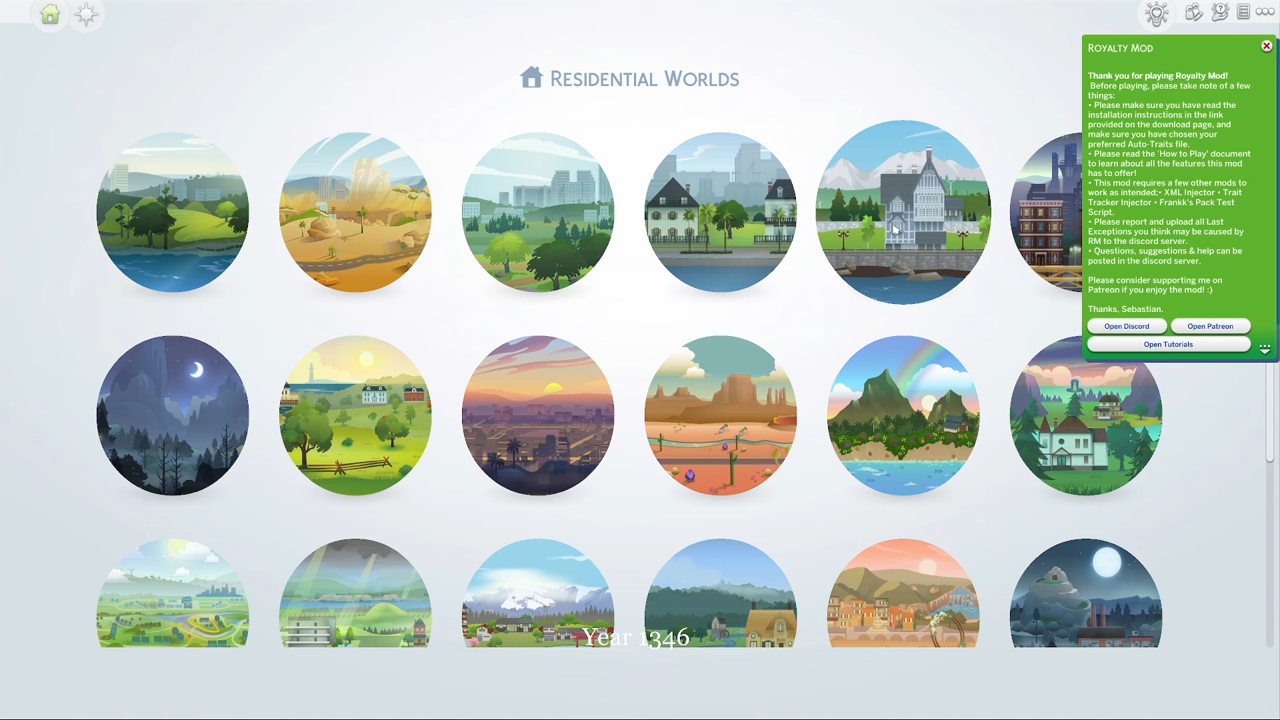 RESIDENTIAL WORLDS
ROYALTY MOD
Thank you for playing Royalty Mod!
Before playing, please take note of a few
things:
• Please make sure you have read the
installation instructions in the link
provided on the download page, and
make sure you have chosen your
preferred Auto-Traits file.
• Please read the 'How to Play' document
to learn about all the features this mod
has to offer!
• This mod requires a few other mods to
work as intended:• XML Injector • Trait
Tracker Injector • Frankk's Pack Test
Script.
• Please report and upload all Last
Exceptions you think may be caused by
RM to the discord server.
• Questions, suggestions & help can be
posted in the discord server.
Please consider supporting me on
Patreon if you enjoy the mod! :)
Thanks, Sebastian.
Open Discord
Open Patreon
Open Tutorials
Year 1346